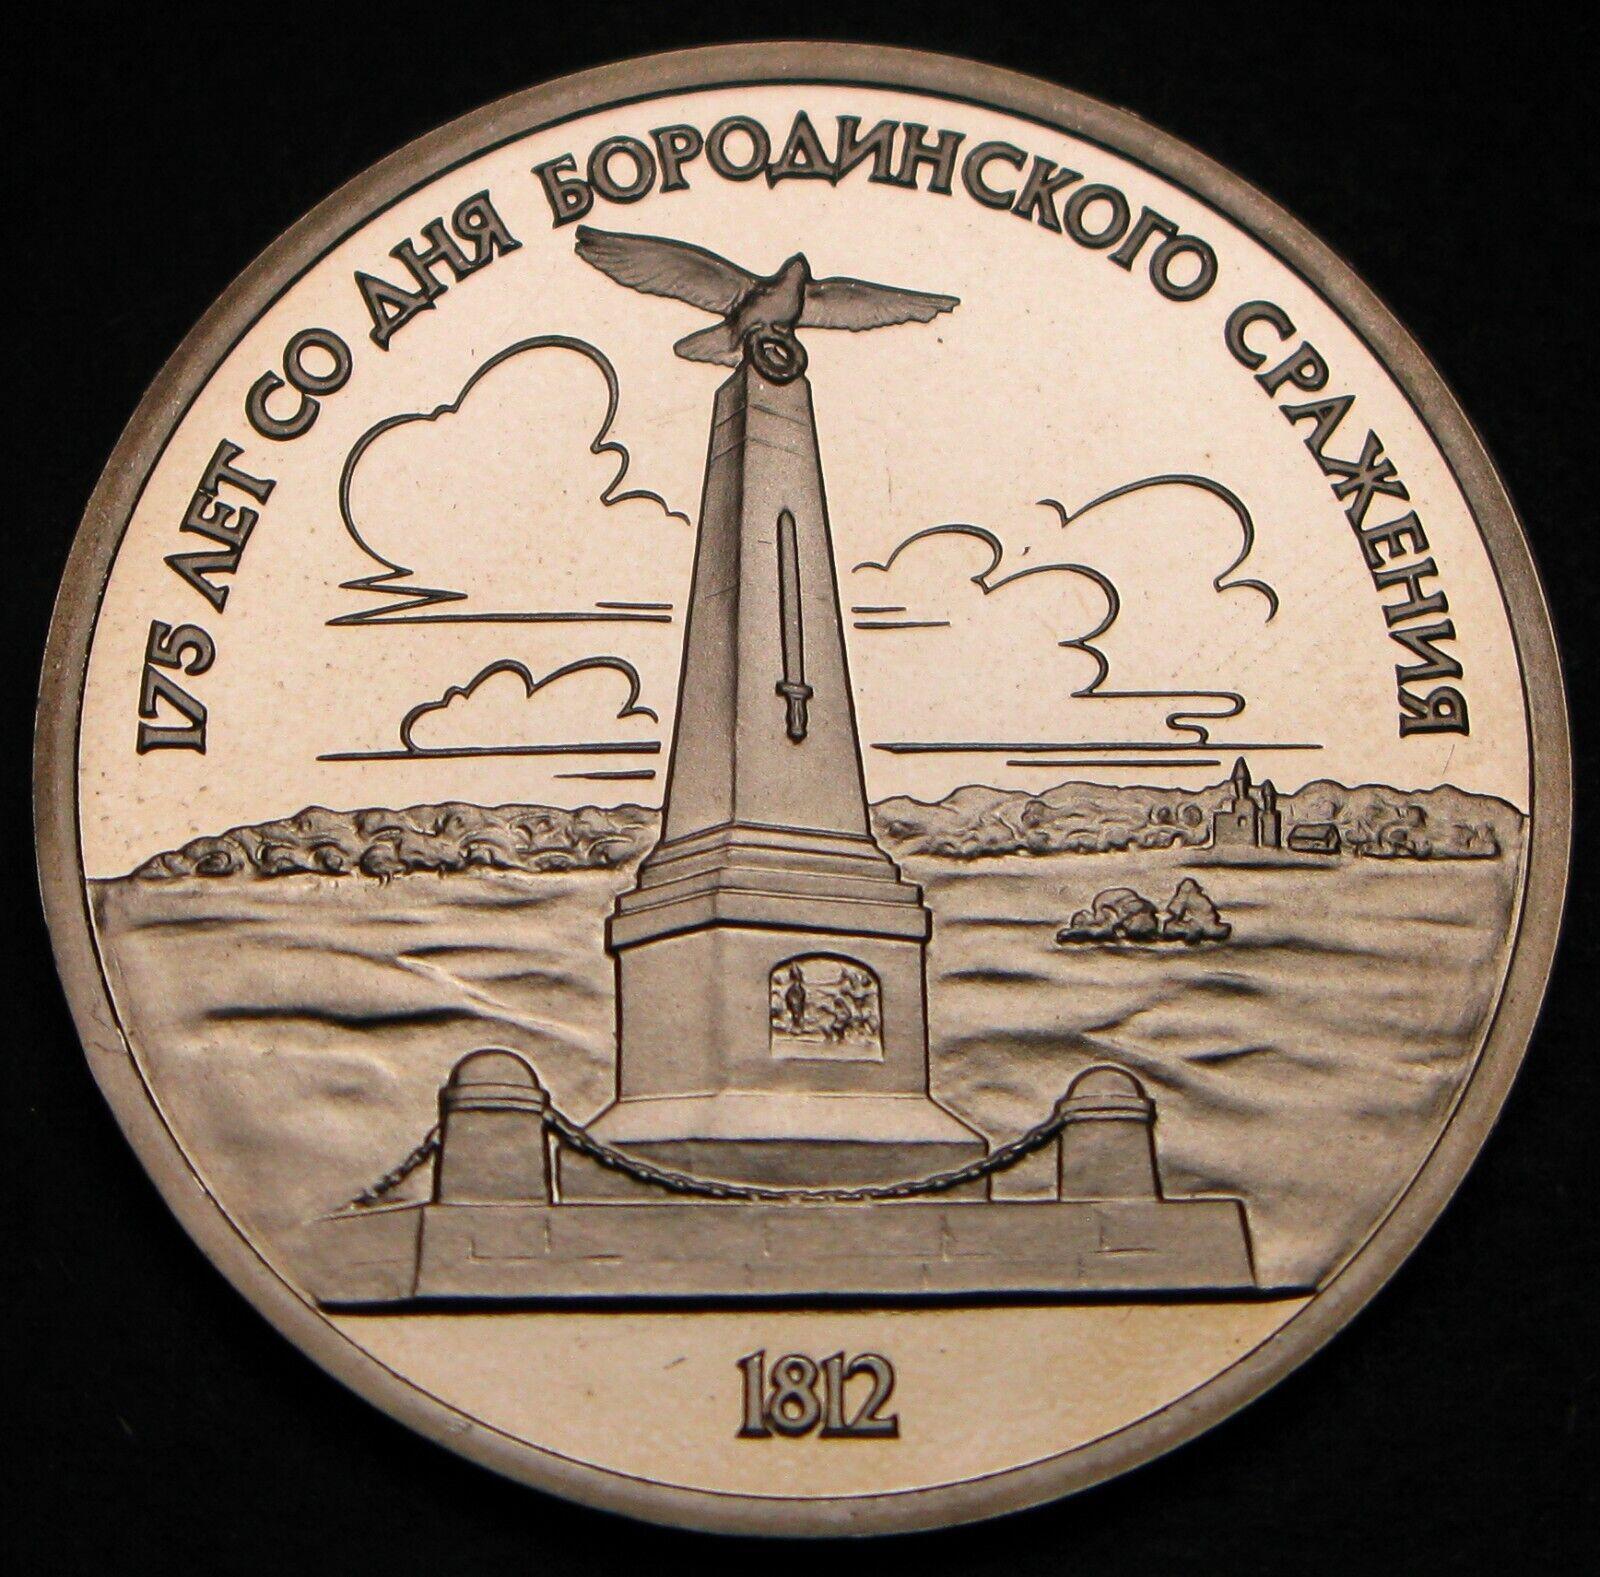 175 ЛЕТ СО ДНЯ БОРОДИНСКОГО СРАЖЕНИЯ
1812